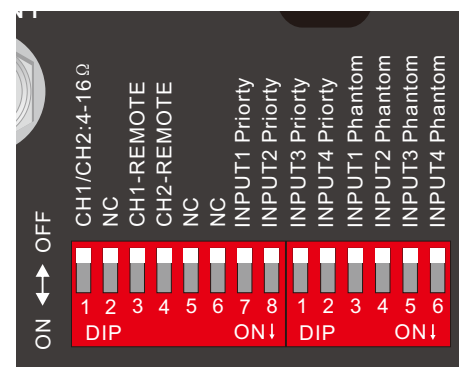 CH1/CH2:4-16Ω
NC
CH1-REMOTE
CH2-REMOTE
NC
NC
INPUT1 Priorty
INPUT2 Priorty
INPUT3 Priorty
INPUT4 Priorty
INPUT1 Phantom
INPUT2 Phantom
INPUT3 Phantom
INPUT4 Phantom
ON ↔ OFF
1 2 3 4 5 6 7 8 1 2 3 4 5 6
DIP ON↓ DIP ON↓